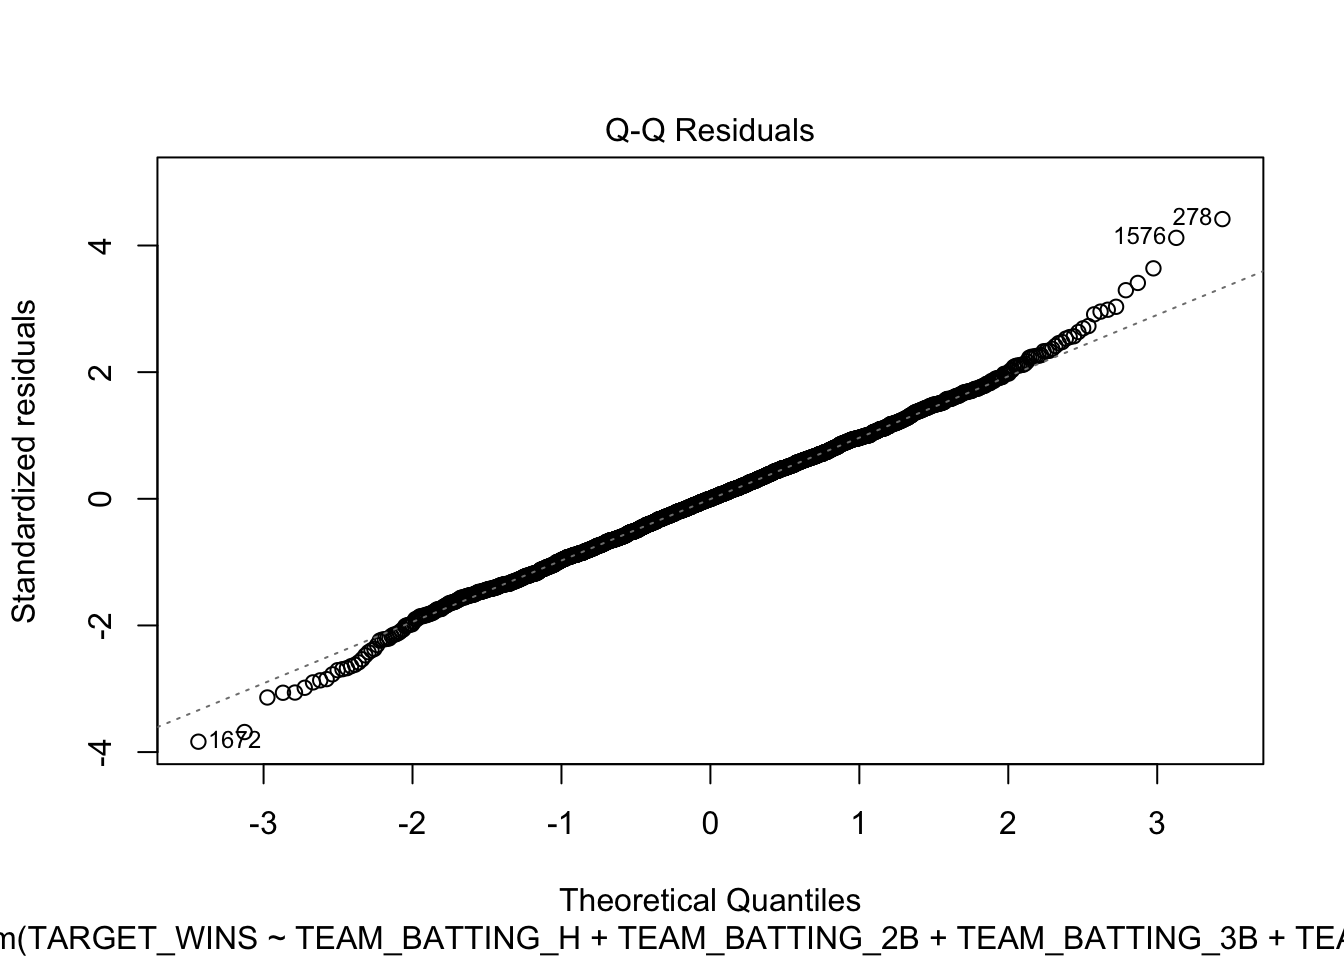 Q-Q Residuals
Standardized residuals
4
2
0
-2
-4
278
1576
1672
-3 -2 -1 0 1 2 3
Theoretical Quantiles
m(TARGET_WINS ~ TEAM_BATTING_H + TEAM_BATTING_2B + TEAM_BATTING_3B + TEA